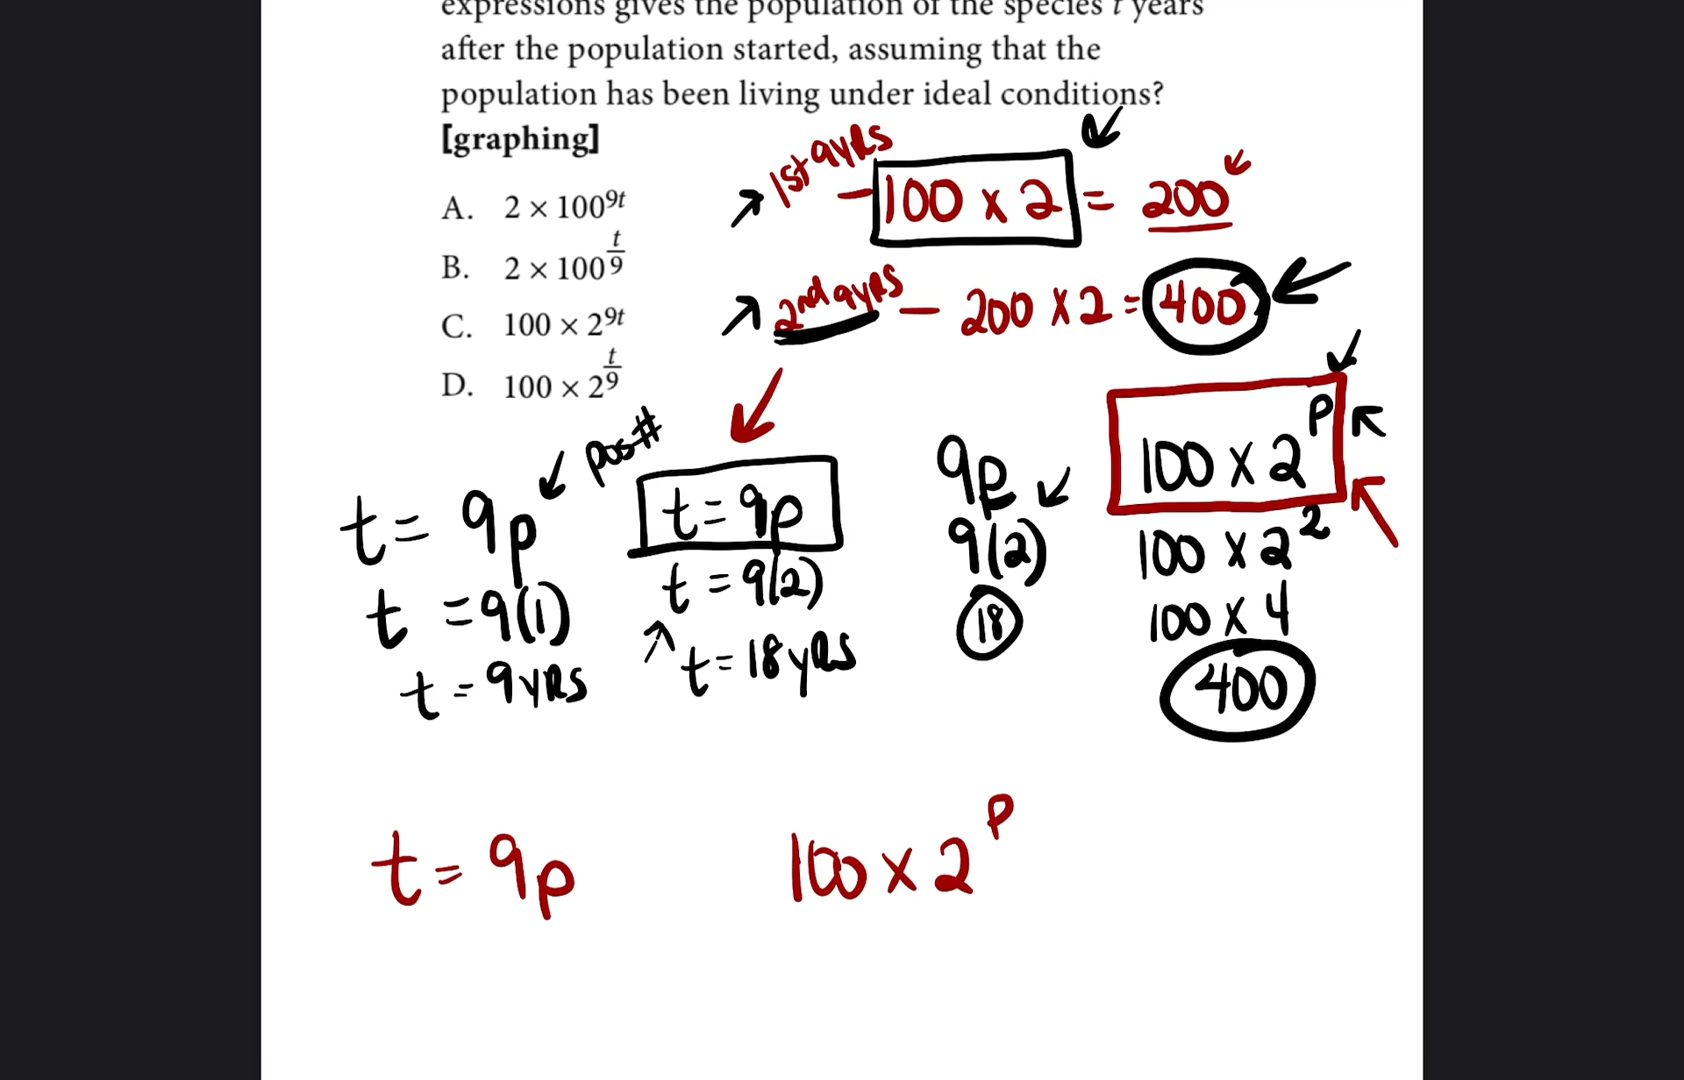 expressions gives the population of the species t years
after the population started, assuming that the
population has been living under ideal conditions?
[graphing]
A. 2 × 100^9t
B. 2 × 100^t/9
C. 100 × 2^9t
D. 100 × 2^t/9
1st 9yRs - 100 x 2 = 200
2nd 9yRs - 200 x 2 = 400
pos#
t = 9p
t = 9(1)
t = 9yRs
t = 9p
t = 9(2)
t = 18yRs
9p
9(2)
18
100 x 2^p
100 x 2^2
100 x 4
400
t = 9p
100 x 2^p